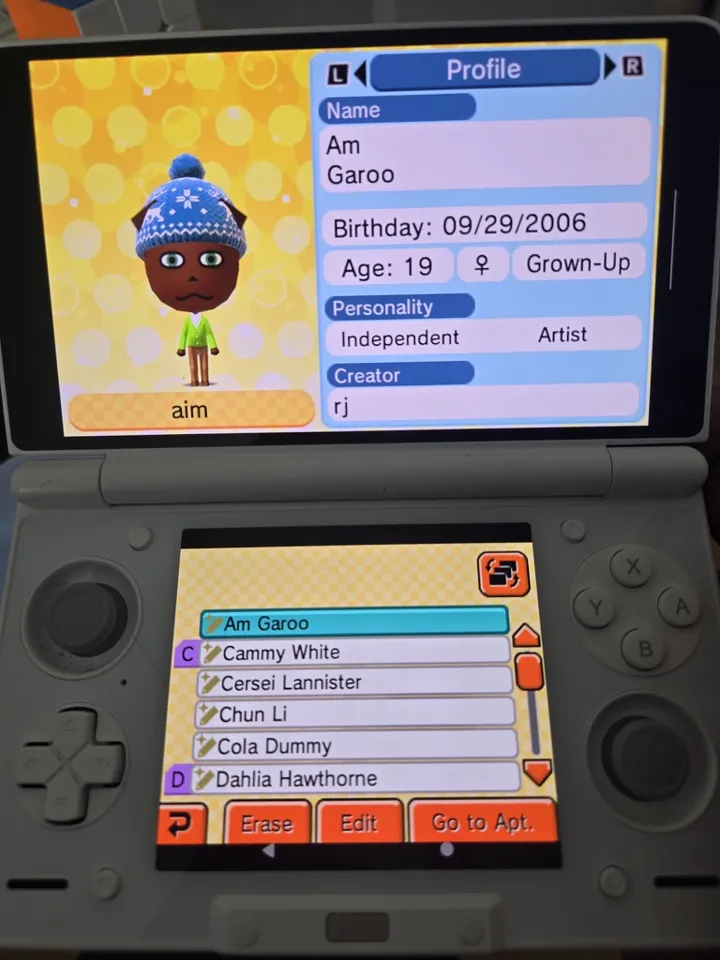 L Profile R
Name
Am
Garoo
Birthday: 09/29/2006
Age: 19 ♀ Grown-Up
Personality
Independent Artist
Creator
rj
aim
Am Garoo
C Cammy White
Cersei Lannister
Chun Li
Cola Dummy
D Dahlia Hawthorne
Erase Edit Go to Apt.
X
Y A
B